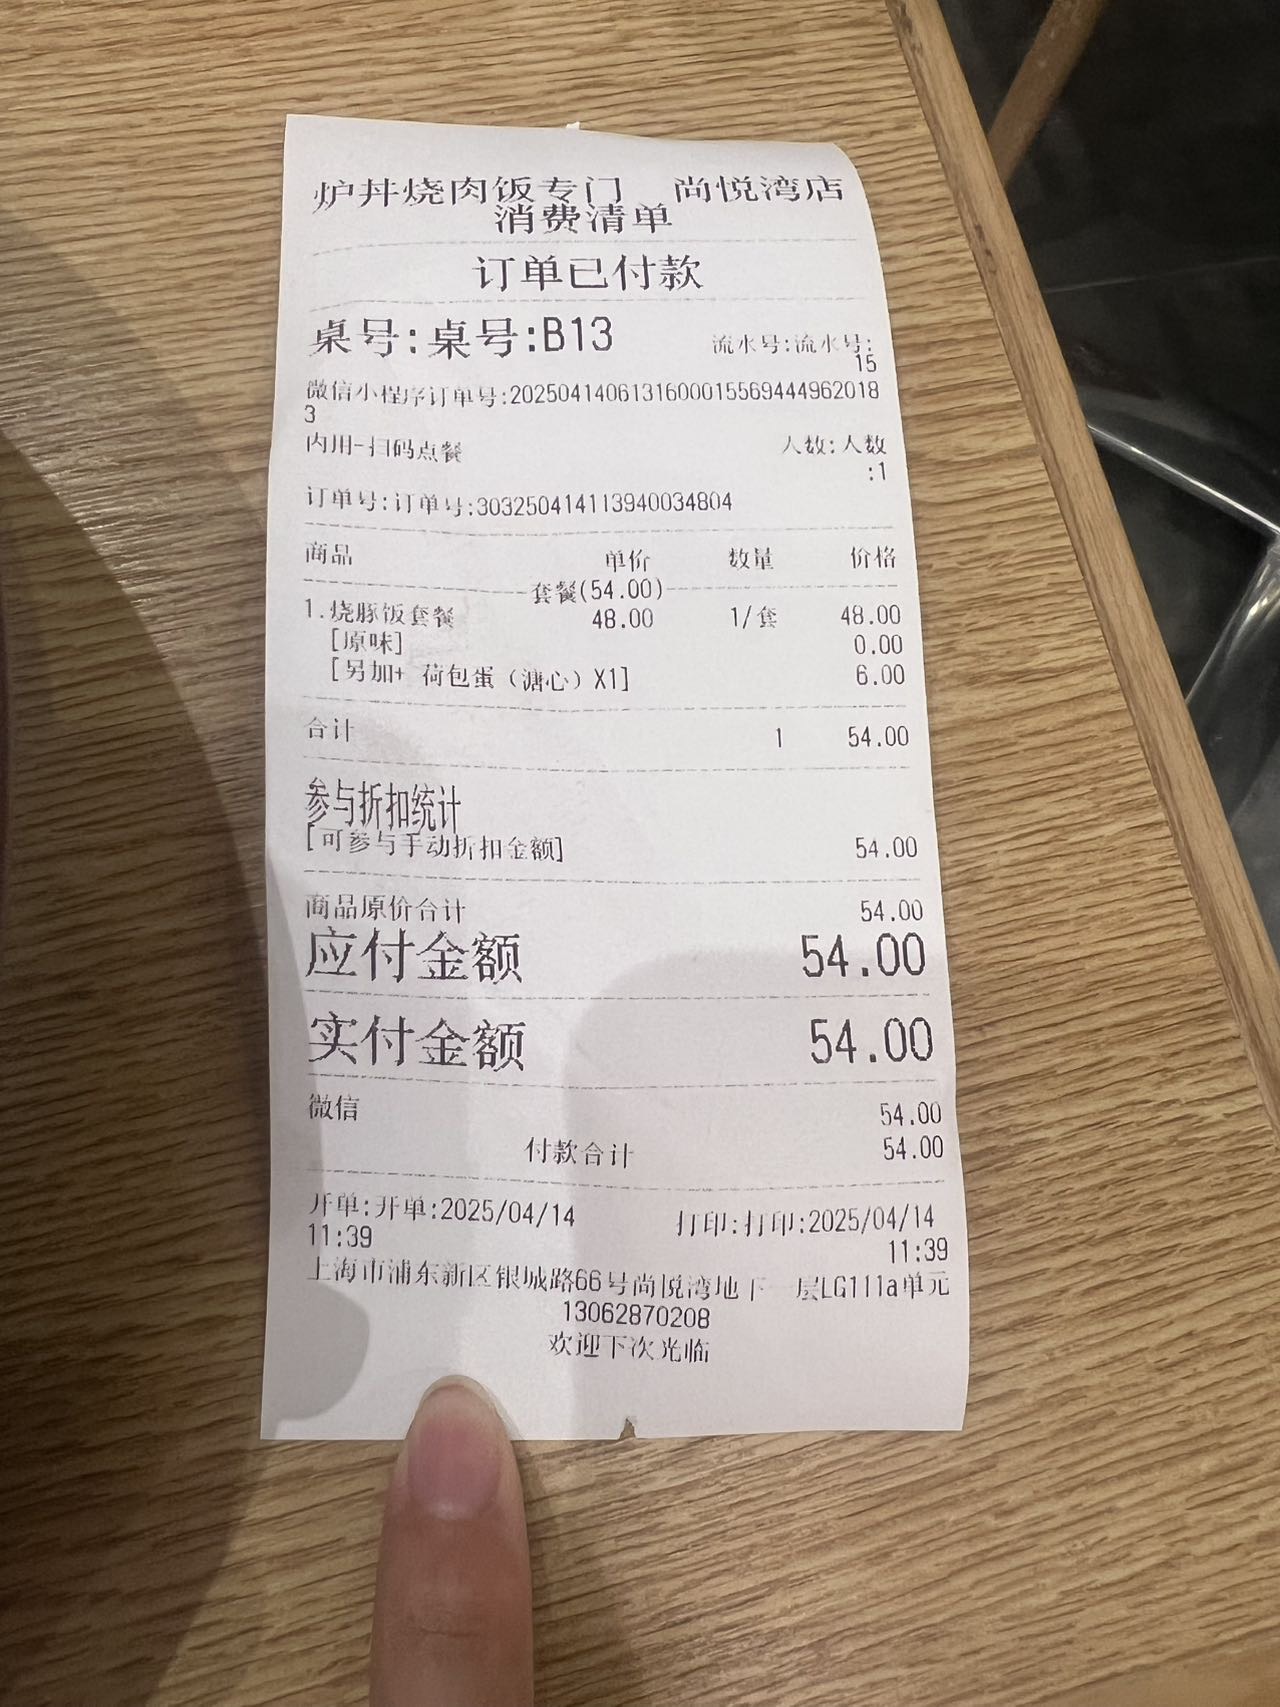 炉丼烧肉饭专门　尚悦湾店
消费清单
订单已付款
桌号:桌号:B13 流水号:流水号:
15
微信小程序订单号:2025041406131600015569444962018
3
内用-扫码点餐 人数:人数
:1
订单号:订单号:303250414113940034804
商品 单价 数量 价格
套餐(54.00)
1.烧豚饭套餐 48.00 1/套 48.00
[原味] 0.00
[另加+ 荷包蛋（溏心）X1] 6.00
合计 1 54.00
参与折扣统计
[可参与手动折扣金额] 54.00
商品原价合计 54.00
应付金额 54.00
实付金额 54.00
微信 54.00
付款合计 54.00
开单:开单:2025/04/14 打印:打印:2025/04/14
11:39 11:39
上海市浦东新区银城路66号尚悦湾地下一层LG111a单元
13062870208
欢迎下次光临